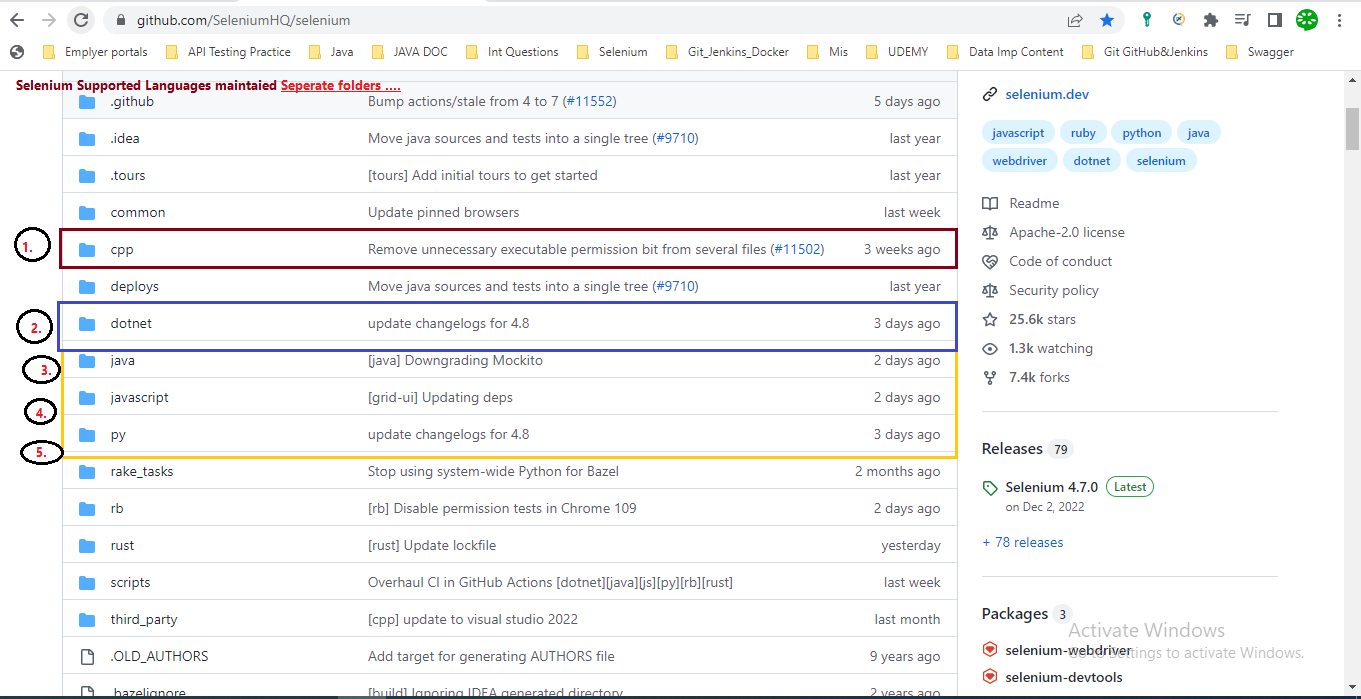 github.com/SeleniumHQ/selenium
Emplyer portals API Testing Practice Java JAVA DOC Int Questions Selenium Git_Jenkins_Docker Mis UDEMY Data Imp Content Git GitHub&Jenkins Swagger
Selenium Supported Languages maintaied Seperate folders ....
.github Bump actions/stale from 4 to 7 (#11552) 5 days ago
.idea Move java sources and tests into a single tree (#9710) last year
.tours [tours] Add initial tours to get started last year
common Update pinned browsers last week
1. cpp Remove unnecessary executable permission bit from several files (#11502) 3 weeks ago
deploys Move java sources and tests into a single tree (#9710) last year
2. dotnet update changelogs for 4.8 3 days ago
3. java [java] Downgrading Mockito 2 days ago
4. javascript [grid-ui] Updating deps 2 days ago
5. py update changelogs for 4.8 3 days ago
rake_tasks Stop using system-wide Python for Bazel 2 months ago
rb [rb] Disable permission tests in Chrome 109 2 days ago
rust [rust] Update lockfile yesterday
scripts Overhaul CI in GitHub Actions [dotnet][java][js][py][rb][rust] last week
third_party [cpp] update to visual studio 2022 last month
.OLD_AUTHORS Add target for generating AUTHORS file 9 years ago
.bazelignore [build] Ignoring IDEA generated directory 2 years ago
selenium.dev
javascript ruby python java
webdriver dotnet selenium
Readme
Apache-2.0 license
Code of conduct
Security policy
25.6k stars
1.3k watching
7.4k forks
Releases 79
Selenium 4.7.0 Latest
on Dec 2, 2022
+ 78 releases
Packages 3
selenium-webdriver
selenium-devtools
Activate Windows
Go to Settings to activate Windows.